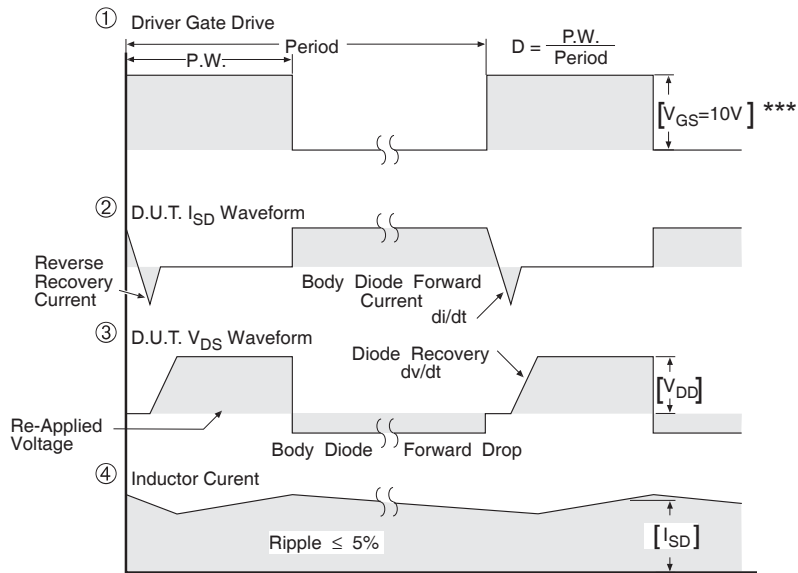 ① Driver Gate Drive
Period
P.W.
D = P.W. / Period
[VGS=10V] ***
② D.U.T. ISD Waveform
Reverse
Recovery
Current
Body Diode Forward
Current
di/dt
③ D.U.T. VDS Waveform
Diode Recovery
dv/dt
[VDD]
Re-Applied
Voltage
Body Diode Forward Drop
④ Inductor Curent
Ripple ≤ 5%
[ISD]